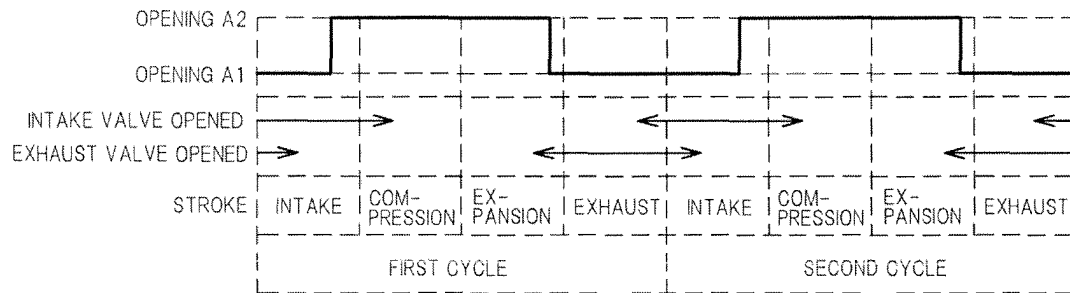 OPENING A2
OPENING A1
INTAKE VALVE OPENED
EXHAUST VALVE OPENED
STROKE INTAKE COM-PRESSION EX-PANSION EXHAUST INTAKE COM-PRESSION EX-PANSION EXHAUST
FIRST CYCLE SECOND CYCLE